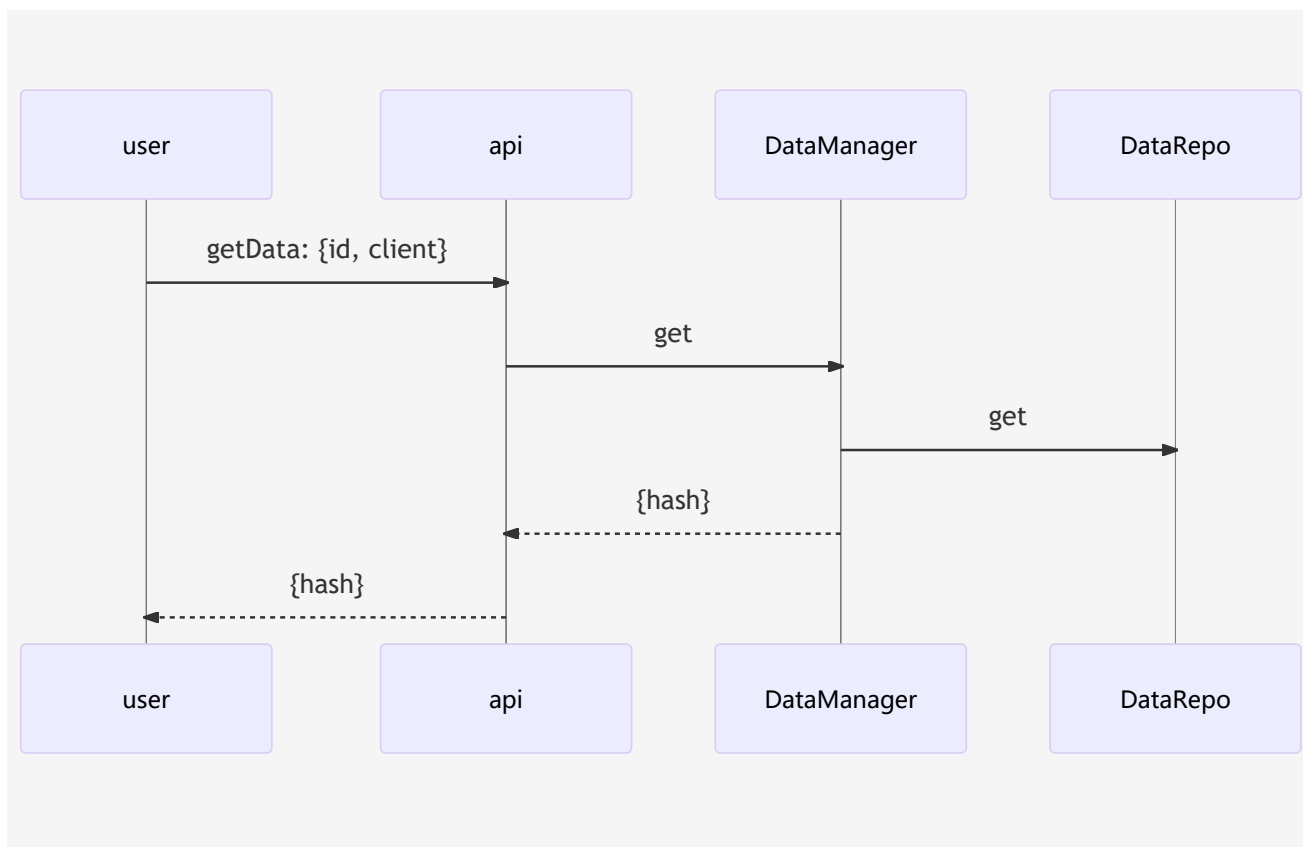 user
api
DataManager
DataRepo
getData: {id, client}
get
get
{hash}
{hash}
user
api
DataManager
DataRepo